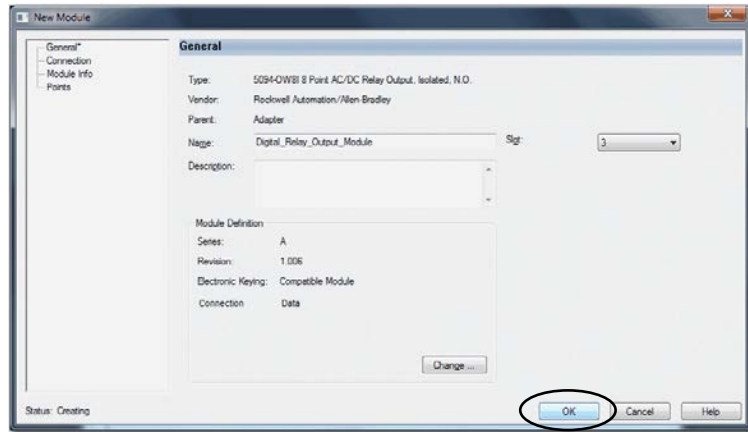 New Module
General*
Connection
Module Info
Points
General
Type: 5094-OW8I 8 Point AC/DC Relay Output, Isolated, N.O.
Vendor: Rockwell Automation/Allen-Bradley
Parent: Adapter
Name: Digital_Relay_Output_Module
Slot: 3
Description:
Module Definition
Series: A
Revision: 1.006
Electronic Keying: Compatible Module
Connection Data
Change ...
Status: Creating
OK Cancel Help